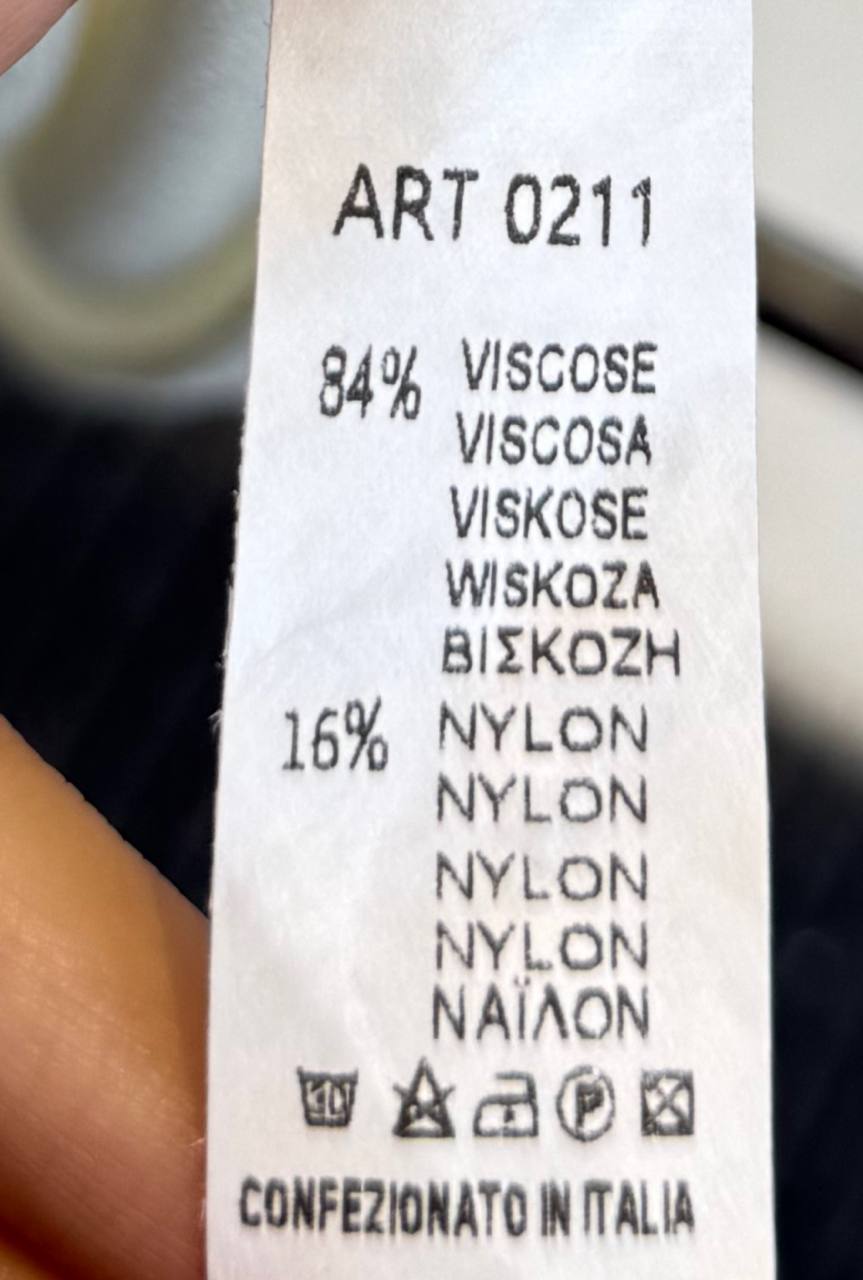 ART 0211
84% VISCOSE
VISCOSA
VISKOSE
WISKOZA
ΒΙΣΚΟΖΗ
16% NYLON
NYLON
NYLON
NYLON
ΝΑΪΛΟΝ
P
CONFEZIONATO IN ITALIA